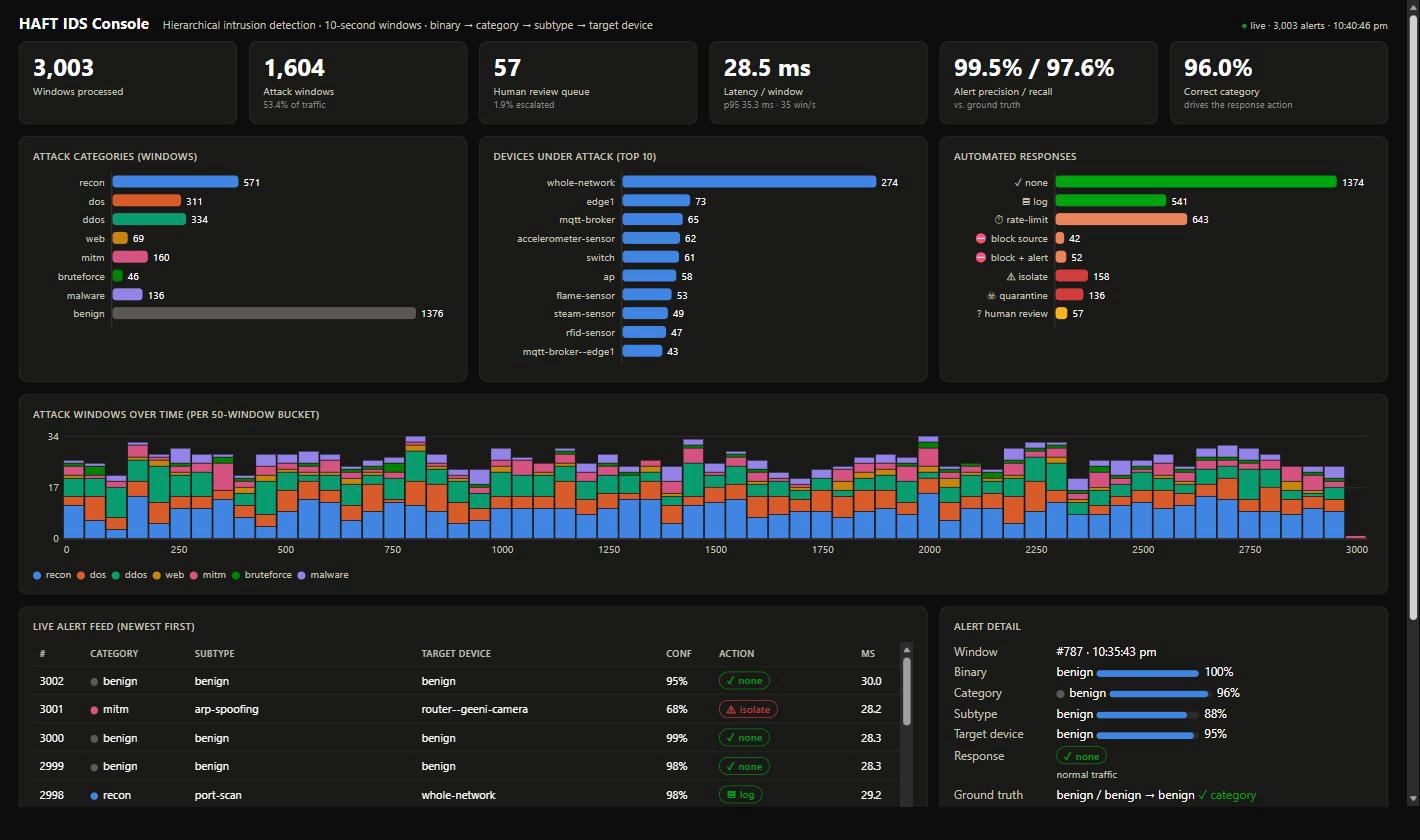 HAFT IDS Console Hierarchical intrusion detection · 10-second windows · binary → category → subtype → target device
live · 3,003 alerts · 10:40:46 pm
3,003
Windows processed
1,604
Attack windows
53.4% of traffic
57
Human review queue
1.9% escalated
28.5 ms
Latency / window
p95 35.3 ms · 35 win/s
99.5% / 97.6%
Alert precision / recall
vs. ground truth
96.0%
Correct category
drives the response action
ATTACK CATEGORIES (WINDOWS)
recon 571
dos 311
ddos 334
web 69
mitm 160
bruteforce 46
malware 136
benign 1376
DEVICES UNDER ATTACK (TOP 10)
whole-network 274
edge1 73
mqtt-broker 65
accelerometer-sensor 62
switch 61
ap 58
flame-sensor 53
steam-sensor 49
rfid-sensor 47
mqtt-broker--edge1 43
AUTOMATED RESPONSES
✓ none 1374
log 541
⏱ rate-limit 643
⛔ block source 42
⛔ block + alert 52
⚠ isolate 158
☣ quarantine 136
? human review 57
ATTACK WINDOWS OVER TIME (PER 50-WINDOW BUCKET)
34
17
0
0 250 500 750 1000 1250 1500 1750 2000 2250 2500 2750 3000
recon dos ddos web mitm bruteforce malware
LIVE ALERT FEED (NEWEST FIRST)
# CATEGORY SUBTYPE TARGET DEVICE CONF ACTION MS
3002 benign benign benign 95% ✓ none 30.0
3001 mitm arp-spoofing router--geeni-camera 68% ⚠ isolate 28.2
3000 benign benign benign 99% ✓ none 28.3
2999 benign benign benign 98% ✓ none 28.3
2998 recon port-scan whole-network 98% log 29.2
ALERT DETAIL
Window #787 · 10:35:43 pm
Binary benign 100%
Category benign 96%
Subtype benign 88%
Target device benign 95%
Response ✓ none
normal traffic
Ground truth benign / benign → benign ✓ category